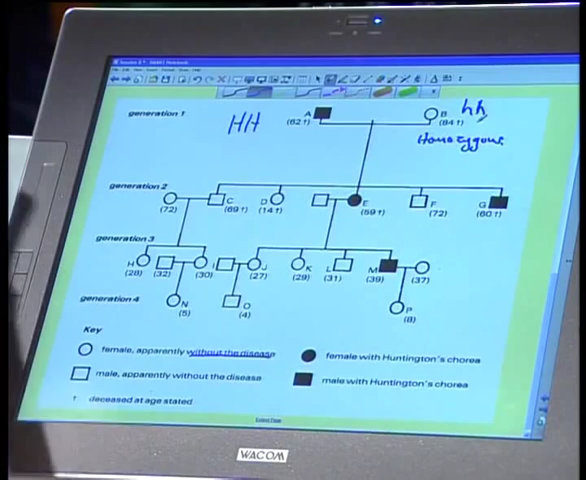 generation 1
HH
A
(62 †)
B
(84 †)
hh
Homozygous
generation 2
(72)
C
(69 †)
D
(14 †)
E
(59 †)
F
(72)
G
(60 †)
generation 3
H
(28)
(32)
I
(30)
J
(27)
K
(29)
L
(31)
M
(39)
(37)
generation 4
N
(5)
O
(4)
P
(8)
Key
female, apparently without the disease
female with Huntington's chorea
male, apparently without the disease
male with Huntington's chorea
† deceased at age stated
WACOM